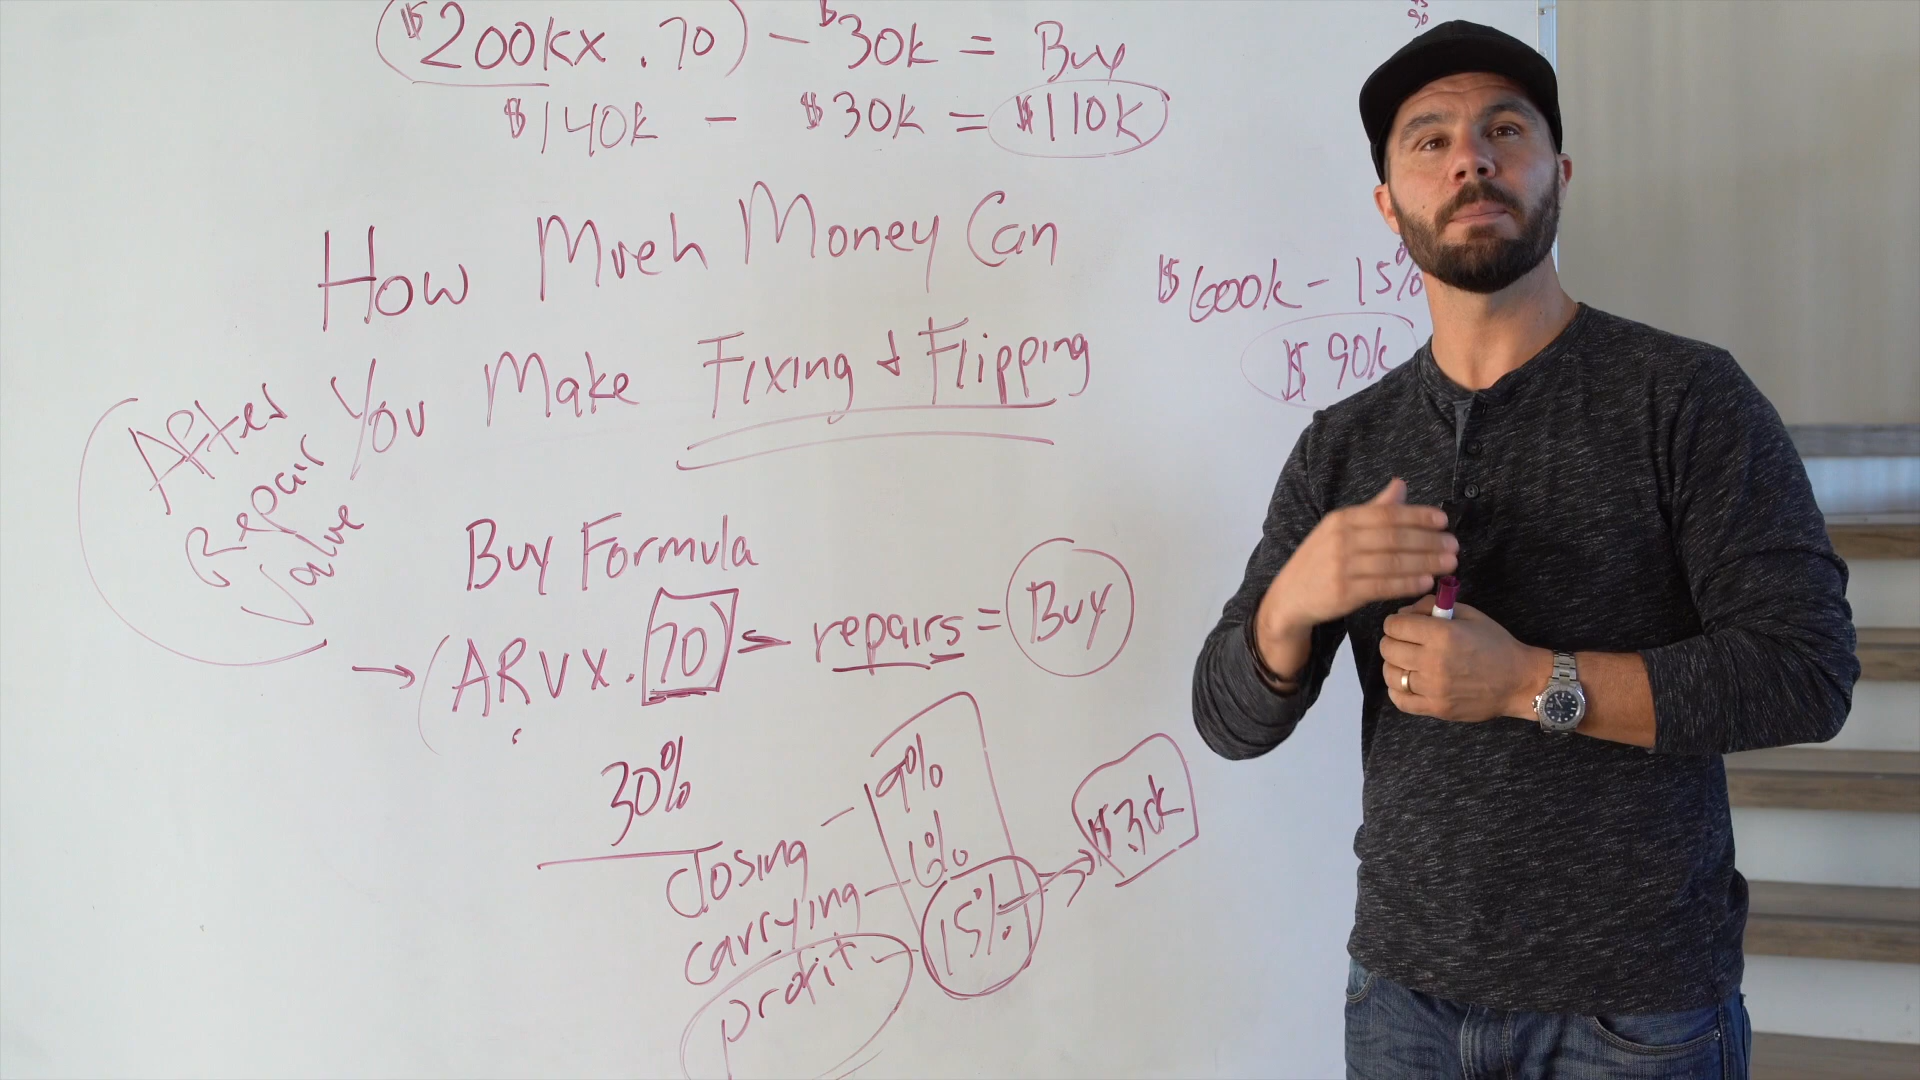 $200k x .70) - $30k = Buy
$140k - $30k = $110k
How Much Money Can
You Make Fixing & Flipping
After
Repair
Value
$600k - 15%
$90k
Buy Formula
→ (ARV x .70 - repairs = Buy
30%
closing - 9%
carrying - 6%
profit - 15% → $30k